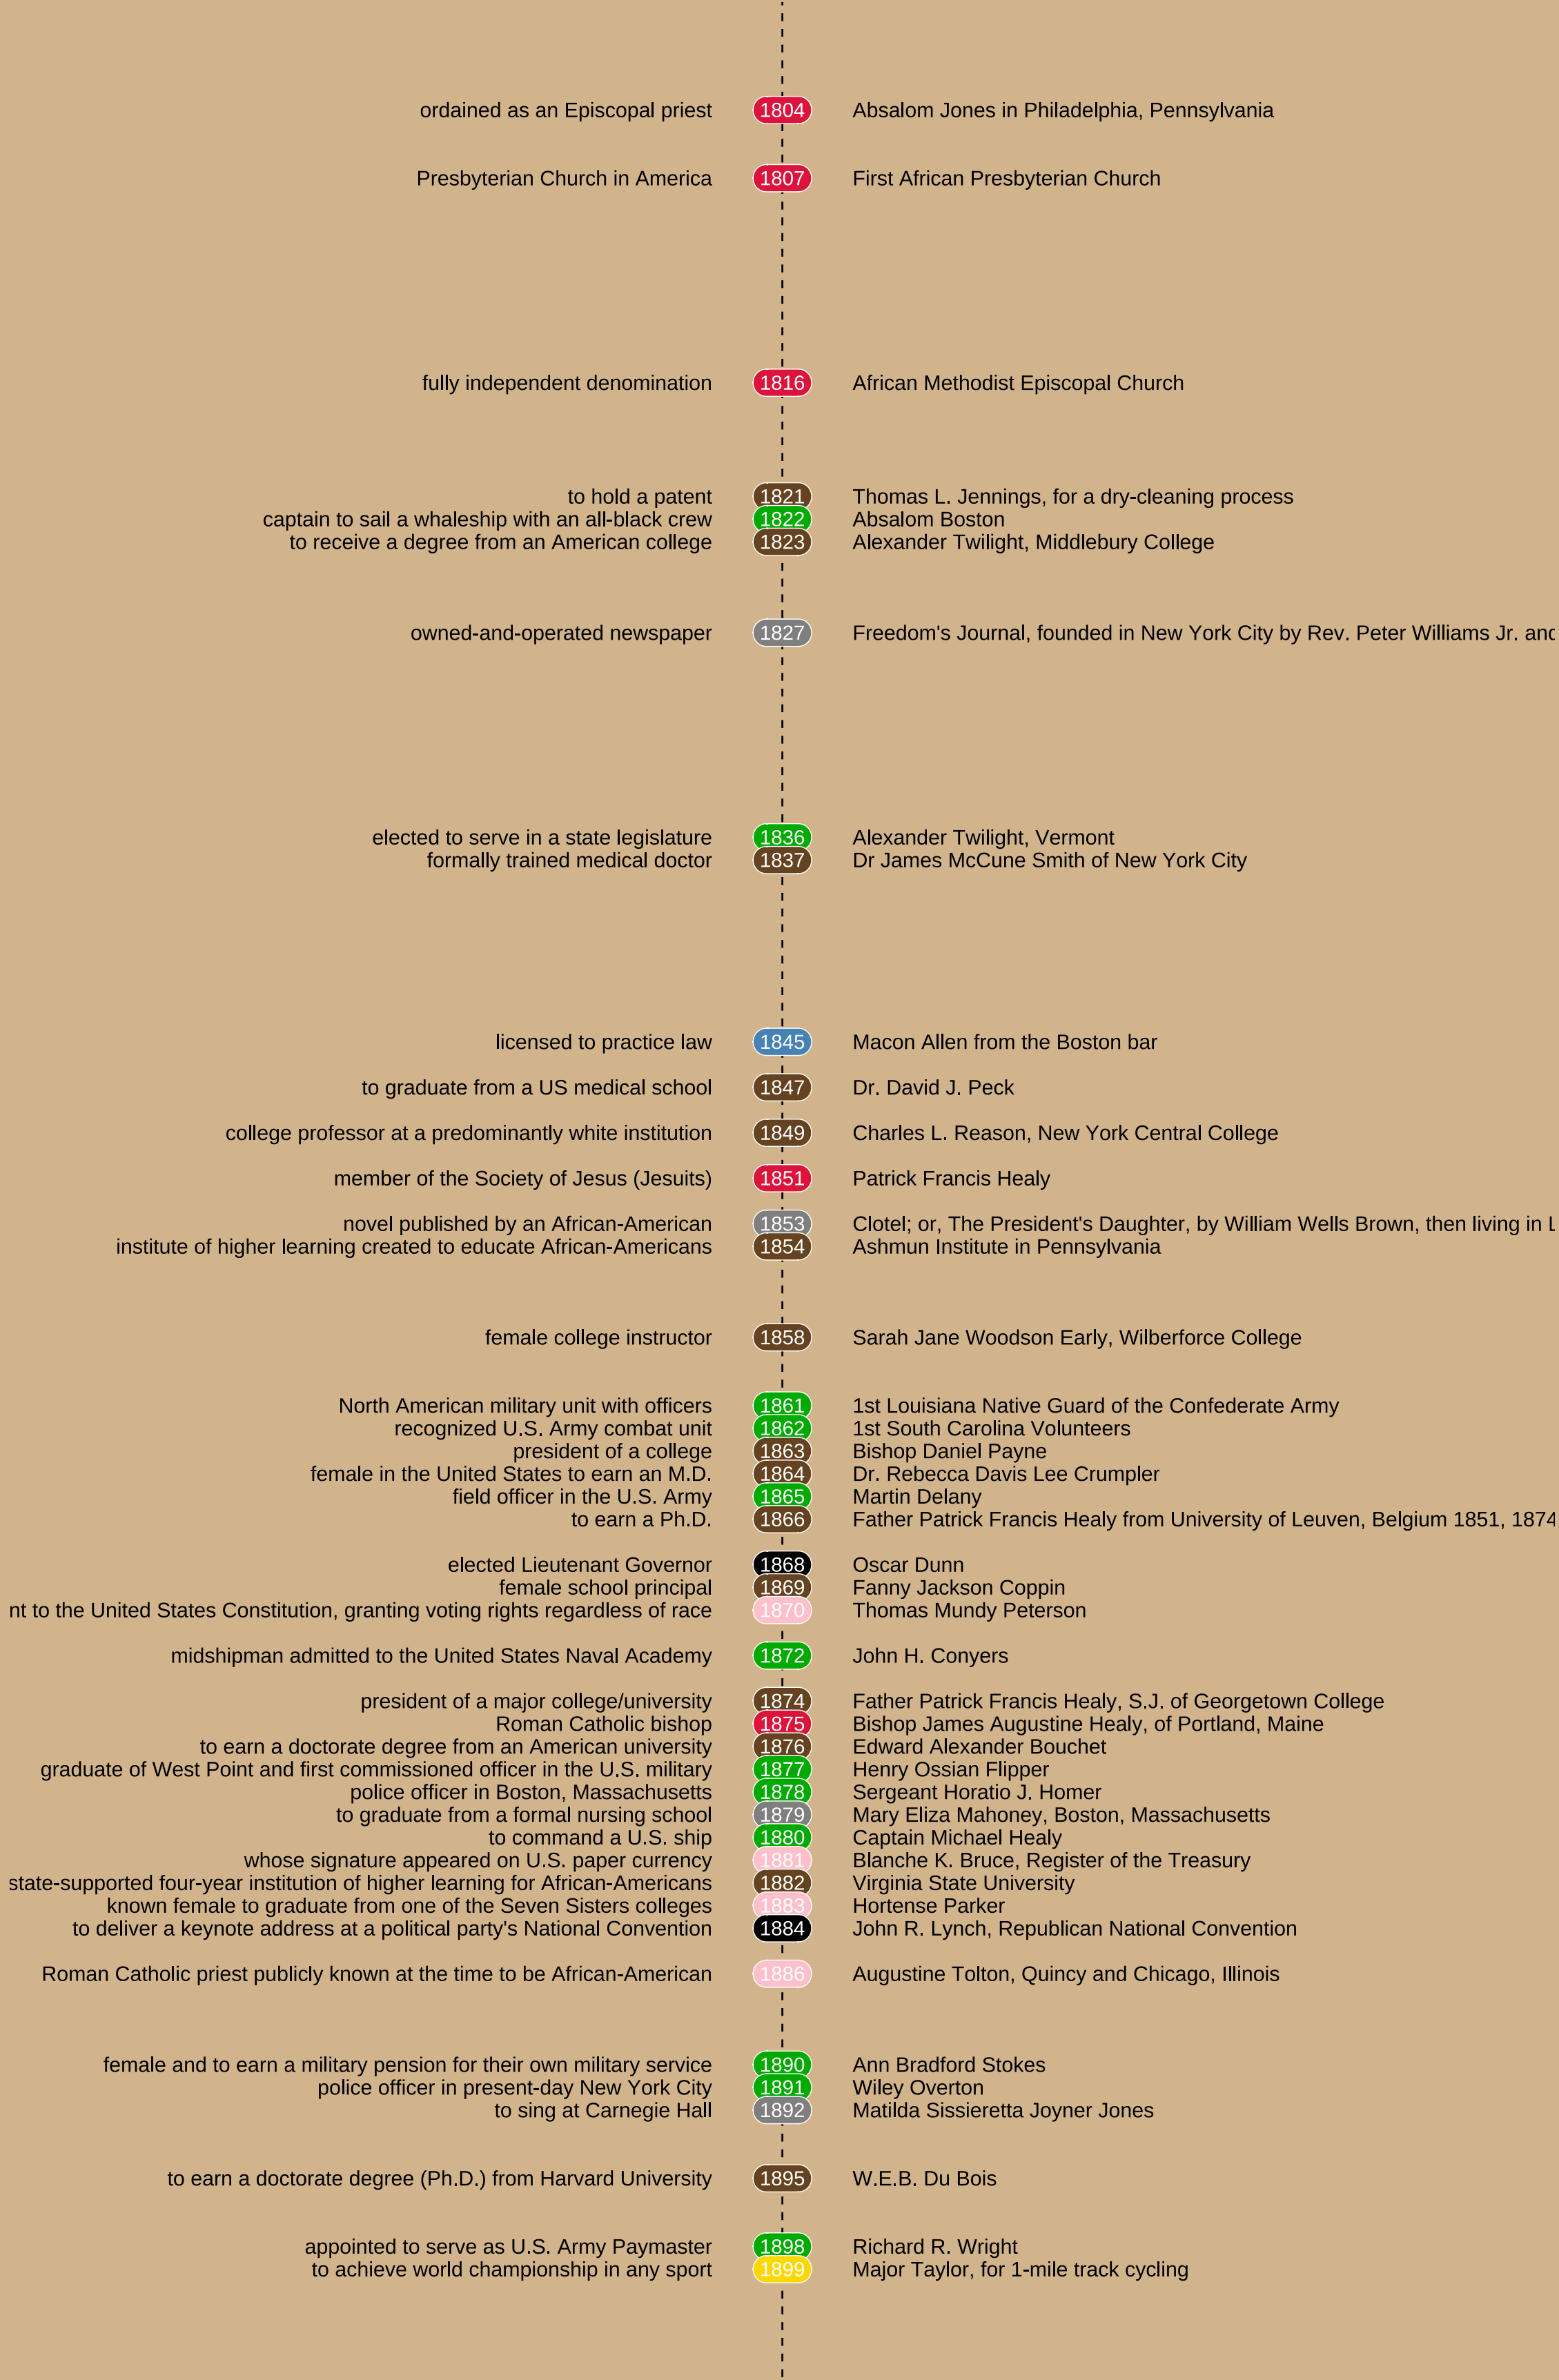 ordained as an Episcopal priest 1804 Absalom Jones in Philadelphia, Pennsylvania
Presbyterian Church in America 1807 First African Presbyterian Church
fully independent denomination 1816 African Methodist Episcopal Church
to hold a patent 1821 Thomas L. Jennings, for a dry-cleaning process
captain to sail a whaleship with an all-black crew 1822 Absalom Boston
to receive a degree from an American college 1823 Alexander Twilight, Middlebury College
owned-and-operated newspaper 1827 Freedom's Journal, founded in New York City by Rev. Peter Williams Jr. and
elected to serve in a state legislature 1836 Alexander Twilight, Vermont
formally trained medical doctor 1837 Dr James McCune Smith of New York City
licensed to practice law 1845 Macon Allen from the Boston bar
to graduate from a US medical school 1847 Dr. David J. Peck
college professor at a predominantly white institution 1849 Charles L. Reason, New York Central College
member of the Society of Jesus (Jesuits) 1851 Patrick Francis Healy
novel published by an African-American 1853 Clotel; or, The President's Daughter, by William Wells Brown, then living in
institute of higher learning created to educate African-Americans 1854 Ashmun Institute in Pennsylvania
female college instructor 1858 Sarah Jane Woodson Early, Wilberforce College
North American military unit with officers 1861 1st Louisiana Native Guard of the Confederate Army
recognized U.S. Army combat unit 1862 1st South Carolina Volunteers
president of a college 1863 Bishop Daniel Payne
female in the United States to earn an M.D. 1864 Dr. Rebecca Davis Lee Crumpler
field officer in the U.S. Army 1865 Martin Delany
to earn a Ph.D. 1866 Father Patrick Francis Healy from University of Leuven, Belgium 1851, 1874
elected Lieutenant Governor 1868 Oscar Dunn
female school principal 1869 Fanny Jackson Coppin
nt to the United States Constitution, granting voting rights regardless of race 1870 Thomas Mundy Peterson
midshipman admitted to the United States Naval Academy 1872 John H. Conyers
president of a major college/university 1874 Father Patrick Francis Healy, S.J. of Georgetown College
Roman Catholic bishop 1875 Bishop James Augustine Healy, of Portland, Maine
to earn a doctorate degree from an American university 1876 Edward Alexander Bouchet
graduate of West Point and first commissioned officer in the U.S. military 1877 Henry Ossian Flipper
police officer in Boston, Massachusetts 1878 Sergeant Horatio J. Homer
to graduate from a formal nursing school 1879 Mary Eliza Mahoney, Boston, Massachusetts
to command a U.S. ship 1880 Captain Michael Healy
whose signature appeared on U.S. paper currency 1881 Blanche K. Bruce, Register of the Treasury
state-supported four-year institution of higher learning for African-Americans 1882 Virginia State University
known female to graduate from one of the Seven Sisters colleges 1883 Hortense Parker
to deliver a keynote address at a political party's National Convention 1884 John R. Lynch, Republican National Convention
Roman Catholic priest publicly known at the time to be African-American 1886 Augustine Tolton, Quincy and Chicago, Illinois
female and to earn a military pension for their own military service 1890 Ann Bradford Stokes
police officer in present-day New York City 1891 Wiley Overton
to sing at Carnegie Hall 1892 Matilda Sissieretta Joyner Jones
to earn a doctorate degree (Ph.D.) from Harvard University 1895 W.E.B. Du Bois
appointed to serve as U.S. Army Paymaster 1898 Richard R. Wright
to achieve world championship in any sport 1899 Major Taylor, for 1-mile track cycling